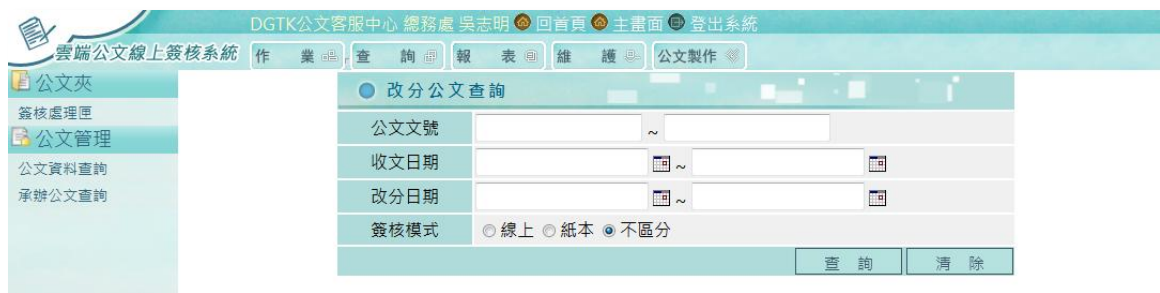 DGTK公文客服中心 總務處 吳志明 回首頁 主畫面 登出系統
雲端公文線上簽核系統
作 業 查 詢 報 表 維 護 公文製作
公文夾
簽核處理匣
公文管理
公文資料查詢
承辦公文查詢
改分公文查詢
公文文號 ~
收文日期 ~
改分日期 ~
簽核模式 線上 紙本 不區分
查 詢 清 除